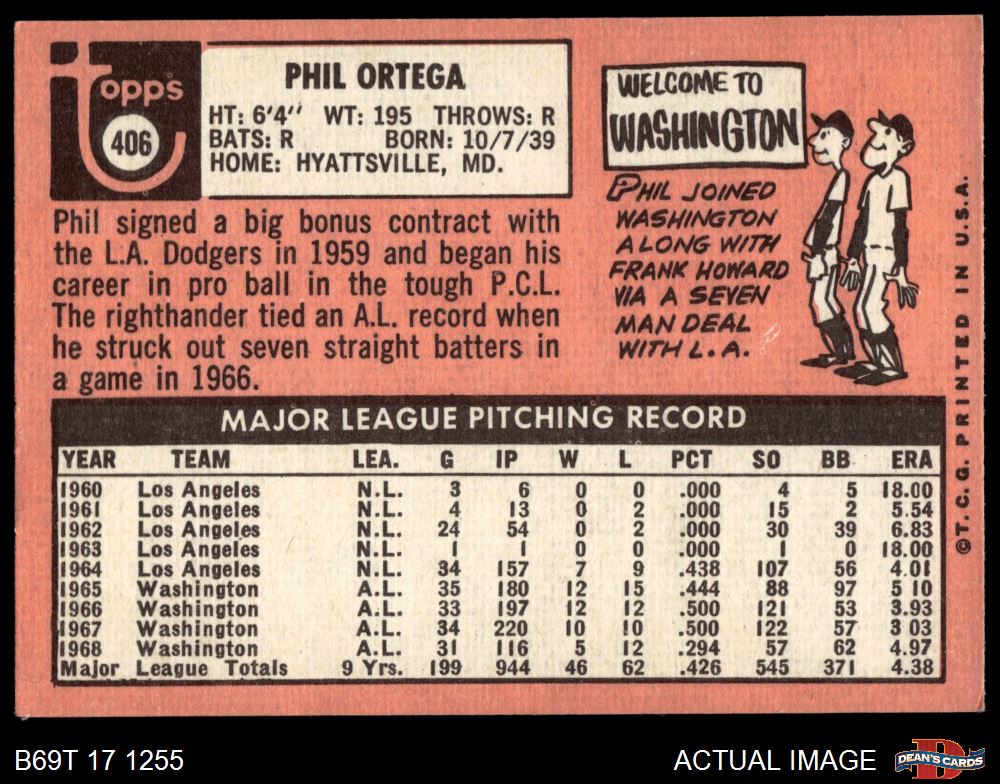 topps
406
PHIL ORTEGA
HT: 6'4'' WT: 195 THROWS: R
BATS: R BORN: 10/7/39
HOME: HYATTSVILLE, MD.
Phil signed a big bonus contract with
the L.A. Dodgers in 1959 and began his
career in pro ball in the tough P.C.L.
The righthander tied an A.L. record when
he struck out seven straight batters in
a game in 1966.
WELCOME TO
WASHINGTON
PHIL JOINED
WASHINGTON
ALONG WITH
FRANK HOWARD
VIA A SEVEN
MAN DEAL
WITH L.A.
©T.C.G. PRINTED IN U.S.A.
MAJOR LEAGUE PITCHING RECORD
YEAR TEAM LEA. G IP W L PCT SO BB ERA
1960 Los Angeles N.L. 3 6 0 0 .000 4 5 18.00
1961 Los Angeles N.L. 4 13 0 2 .000 15 2 5.54
1962 Los Angeles N.L. 24 54 0 2 .000 30 39 6.83
1963 Los Angeles N.L. 1 1 0 0 .000 1 0 18.00
1964 Los Angeles N.L. 34 157 7 9 .438 107 56 4.01
1965 Washington A.L. 35 180 12 15 .444 88 97 5 10
1966 Washington A.L. 33 197 12 12 .500 121 53 3.93
1967 Washington A.L. 34 220 10 10 .500 122 57 3 03
1968 Washington A.L. 31 116 5 12 .294 57 62 4.97
Major League Totals 9 Yrs. 199 944 46 62 .426 545 371 4.38
B69T 17 1255
ACTUAL IMAGE
DEAN'S CARDS